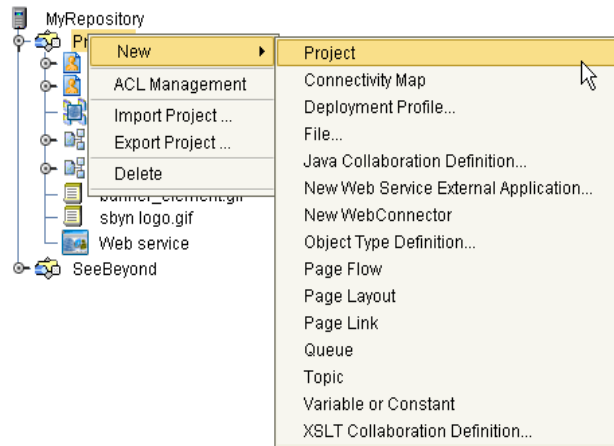 MyRepository
New
ACL Management
Import Project ...
Export Project ...
Delete
Project
Connectivity Map
Deployment Profile...
File...
Java Collaboration Definition...
New Web Service External Application...
New WebConnector
Object Type Definition...
Page Flow
Page Layout
Page Link
Queue
Topic
Variable or Constant
XSLT Collaboration Definition...
banner_element.gif
sbyn logo.gif
Web service
SeeBeyond